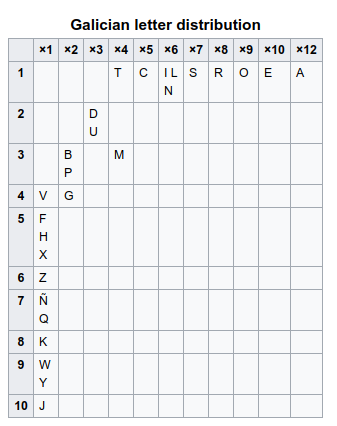 Galician letter distribution
×1 ×2 ×3 ×4 ×5 ×6 ×7 ×8 ×9 ×10 ×12
1 T C I L S R O E A
N
2 D
U
3 B M
P
4 V G
5 F
H
X
6 Z
7 Ñ
Q
8 K
9 W
Y
10 J